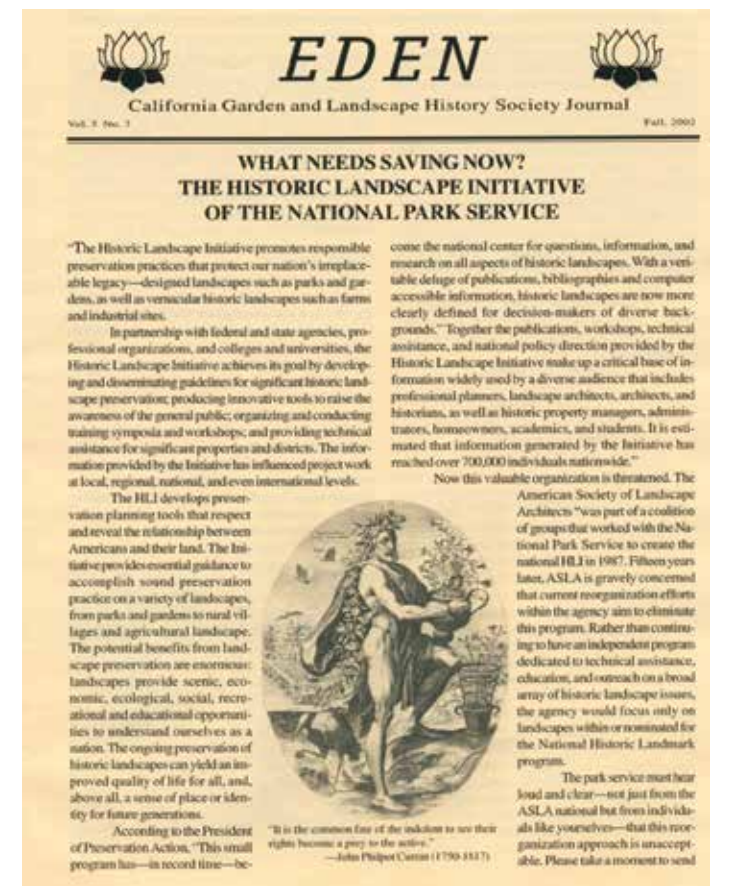 EDEN
California Garden and Landscape History Society Journal
Vol. 5 No. 3
Fall, 2002
WHAT NEEDS SAVING NOW?
THE HISTORIC LANDSCAPE INITIATIVE
OF THE NATIONAL PARK SERVICE
"The Historic Landscape Initiative promotes responsible
preservation practices that protect our nation's irreplace-
able legacy—designed landscapes such as parks and gar-
dens, as well as vernacular historic landscapes such as farms
and industrial sites.
In partnership with federal and state agencies, pro-
fessional organizations, and colleges and universities, the
Historic Landscape Initiative achieves its goal by develop-
ing and disseminating guidelines for significant historic land-
scape preservation; producing innovative tools to raise the
awareness of the general public; organizing and conducting
training symposia and workshops; and providing technical
assistance for significant properties and districts. The infor-
mation provided by the Initiative has influenced project work
at local, regional, national, and even international levels.
The HLI develops preser-
vation planning tools that respect
and reveal the relationship between
Americans and their land. The Ini-
tiative provides essential guidance to
accomplish sound preservation
practice on a variety of landscapes,
from parks and gardens to rural vil-
lages and agricultural landscape.
The potential benefits from land-
scape preservation are enormous:
landscapes provide scenic, eco-
nomic, ecological, social, recre-
ational and educational opportuni-
ties to understand ourselves as a
nation. The ongoing preservation of
historic landscapes can yield an im-
proved quality of life for all, and,
above all, a sense of place or iden-
tity for future generations.
According to the President
of Preservation Action, "This small
program has—in record time—be-
come the national center for questions, information, and
research on all aspects of historic landscapes. With a veri-
table deluge of publications, bibliographies and computer
accessible information, historic landscapes are now more
clearly defined for decision-makers of diverse back-
grounds." Together the publications, workshops, technical
assistance, and national policy direction provided by the
Historic Landscape Initiative make up a critical base of in-
formation widely used by a diverse audience that includes
professional planners, landscape architects, architects, and
historians, as well as historic property managers, adminis-
trators, homeowners, academics, and students. It is esti-
mated that information generated by the Initiative has
reached over 700,000 individuals nationwide."
Now this valuable organization is threatened. The
American Society of Landscape
Architects "was part of a coalition
of groups that worked with the Na-
tional Park Service to create the
national HLI in 1987. Fifteen years
later, ASLA is gravely concerned
that current reorganization efforts
within the agency aim to eliminate
this program. Rather than continu-
ing to have an independent program
dedicated to technical assistance,
education, and outreach on a broad
array of historic landscape issues,
the agency would focus only on
landscapes within or nominated for
the National Historic Landmark
program.
The park service must hear
loud and clear—not just from the
ASLA national but from individu-
als like yourselves—that this reor-
ganization approach is unaccept-
able. Please take a moment to send
"It is the common fate of the indolent to see their
rights become a prey to the active."
—John Philpot Curran (1750-1817)